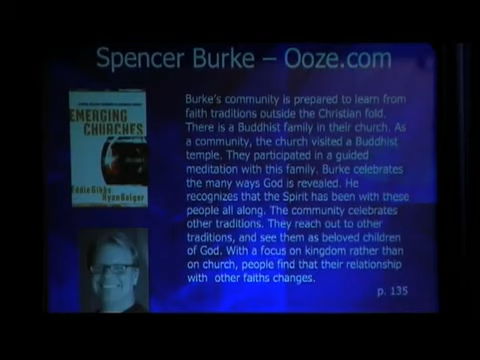 Spencer Burke – Ooze.com
EMERGING
CHURCHES
Eddie Gibbs
Ryan Bolger
Burke's community is prepared to learn from
faith traditions outside the Christian fold.
There is a Buddhist family in their church. As
a community, the church visited a Buddhist
temple. They participated in a guided
meditation with this family. Burke celebrates
the many ways God is revealed. He
recognizes that the Spirit has been with these
people all along. The community celebrates
other traditions. They reach out to other
traditions, and see them as beloved children
of God. With a focus on kingdom rather than
on church, people find that their relationship
with other faiths changes.
p. 135